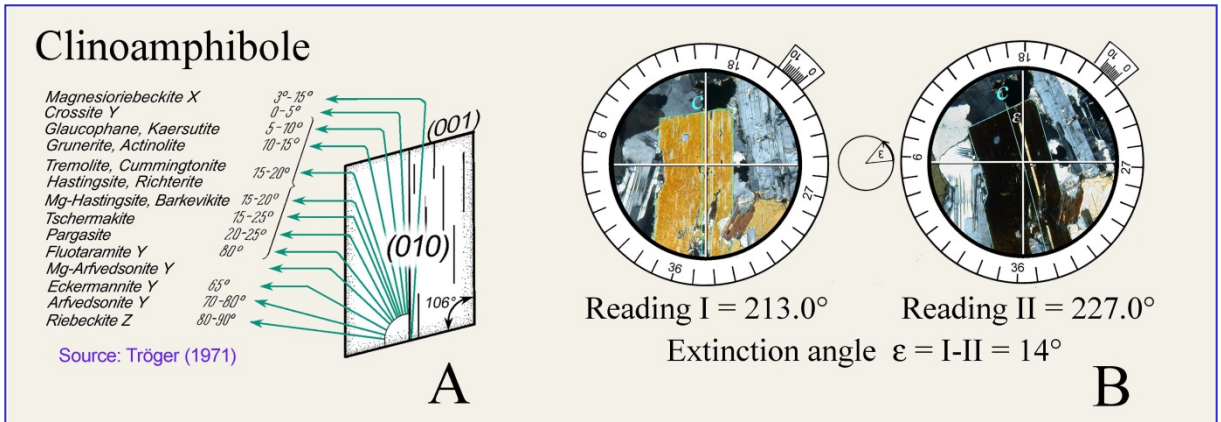 Clinoamphibole
Magnesioriebeckite X 3°-15°
Crossite Y 0-5°
Glaucophane, Kaersutite 5-10°
Grunerite, Actinolite 10-15°
Tremolite, Cummingtonite
Hastingsite, Richterite 15-20°
Mg-Hastingsite, Barkevikite 15-20°
Tschermakite 15-25°
Pargasite 20-25°
Fluotaramite Y 80°
Mg-Arfvedsonite Y
Eckermannite Y 65°
Arfvedsonite Y 70-80°
Riebeckite Z 80-90°
Source: Tröger (1971)
(001)
(010)
106°
A
18
10 0
9
c
27
36
ε
18
10 0
9
c
ε
27
36
Reading I = 213.0°
Reading II = 227.0°
Extinction angle ε = I-II = 14°
B